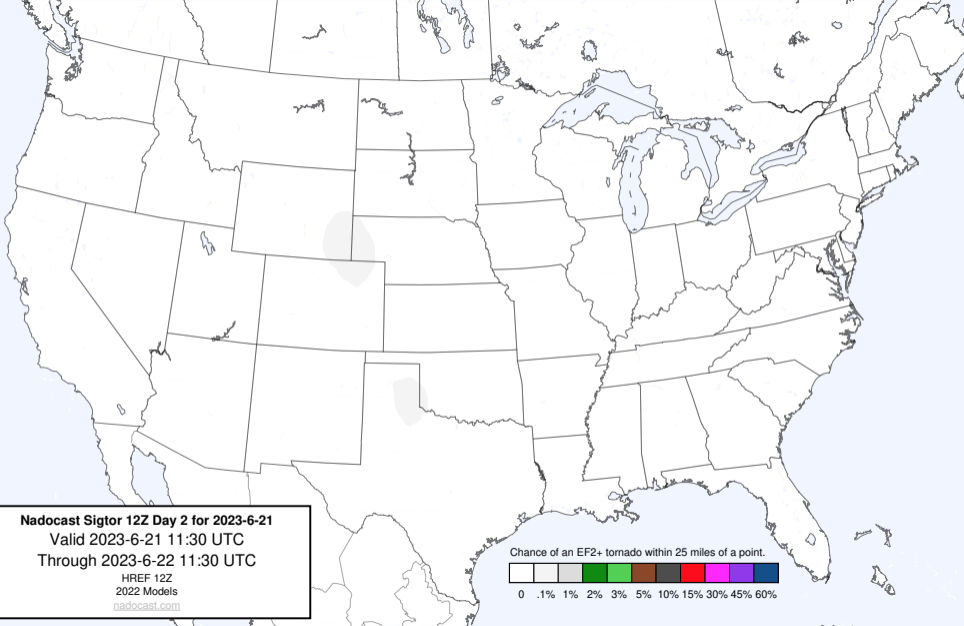 Nadocast Sigtor 12Z Day 2 for 2023-6-21
Valid 2023-6-21 11:30 UTC
Through 2023-6-22 11:30 UTC
HREF 12Z
2022 Models
nadocast.com
Chance of an EF2+ tornado within 25 miles of a point.
0 .1% 1% 2% 3% 5% 10% 15% 30% 45% 60%